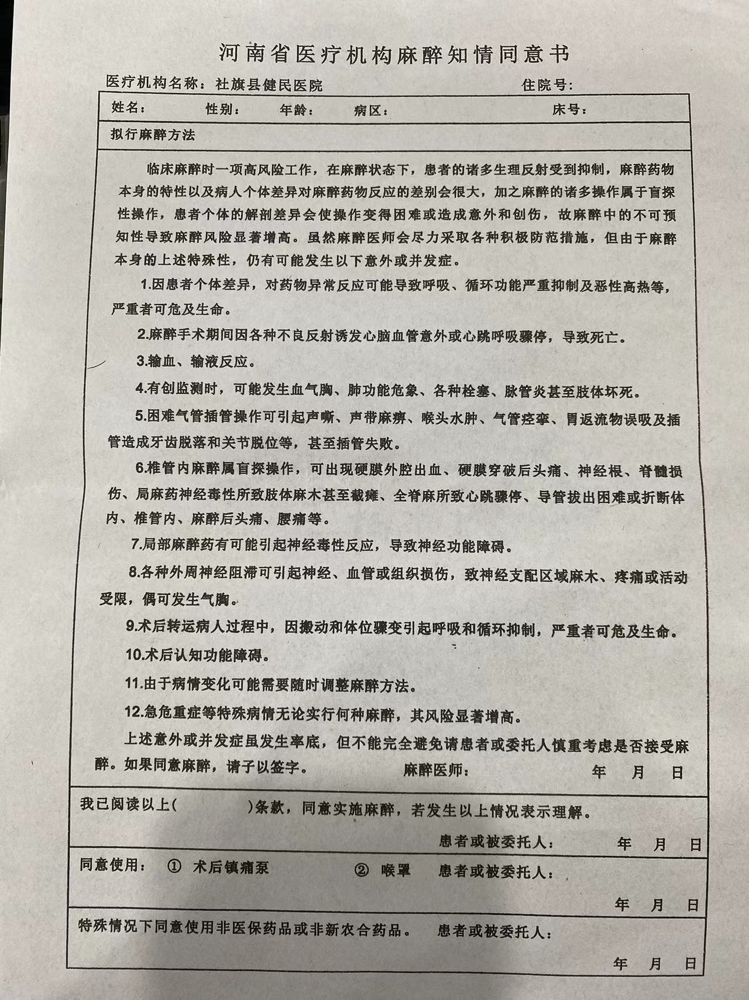 河南省医疗机构麻醉知情同意书
医疗机构名称：社旗县健民医院 住院号:
姓名： 性别： 年龄： 病区： 床号：
拟行麻醉方法
临床麻醉时一项高风险工作，在麻醉状态下，患者的诸多生理反射受到抑制，麻醉药物
本身的特性以及病人个体差异对麻醉药物反应的差别会很大，加之麻醉的诸多操作属于盲探
性操作，患者个体的解剖差异会使操作变得困难或造成意外和创伤，故麻醉中的不可预
知性导致麻醉风险显著增高。虽然麻醉医师会尽力采取各种积极防范措施，但由于麻醉
本身的上述特殊性，仍有可能发生以下意外或并发症。
1.因患者个体差异，对药物异常反应可能导致呼吸、循环功能严重抑制及恶性高热等，
严重者可危及生命。
2.麻醉手术期间因各种不良反射诱发心脑血管意外或心跳呼吸骤停，导致死亡。
3.输血、输液反应。
4.有创监测时，可能发生血气胸、肺功能危象、各种栓塞、脉管炎甚至肢体坏死。
5.困难气管插管操作可引起声嘶、声带麻痹、喉头水肿、气管痉挛、胃返流物误吸及插
管造成牙齿脱落和关节脱位等，甚至插管失败。
6.椎管内麻醉属盲探操作，可出现硬膜外腔出血、硬膜穿破后头痛、神经根、脊髓损
伤、局麻药神经毒性所致肢体麻木甚至截瘫、全脊麻所致心跳骤停、导管拔出困难或折断体
内、椎管内、麻醉后头痛、腰痛等。
7.局部麻醉药有可能引起神经毒性反应，导致神经功能障碍。
8.各种外周神经阻滞可引起神经、血管或组织损伤，致神经支配区域麻木、疼痛或活动
受限，偶可发生气胸。
9.术后转运病人过程中，因搬动和体位骤变引起呼吸和循环抑制，严重者可危及生命。
10.术后认知功能障碍。
11.由于病情变化可能需要随时调整麻醉方法。
12.急危重症等特殊病情无论实行何种麻醉，其风险显著增高。
上述意外或并发症虽发生率底，但不能完全避免请患者或委托人慎重考虑是否接受麻
醉。如果同意麻醉，请子以签字。 麻醉医师： 年 月 日
我已阅读以上( )条款，同意实施麻醉，若发生以上情况表示理解。
患者或被委托人： 年 月 日
同意使用： ① 术后镇痛泵 ② 喉罩 患者或被委托人：
年 月 日
特殊情况下同意使用非医保药品或非新农合药品。 患者或被委托人：
年 月 日